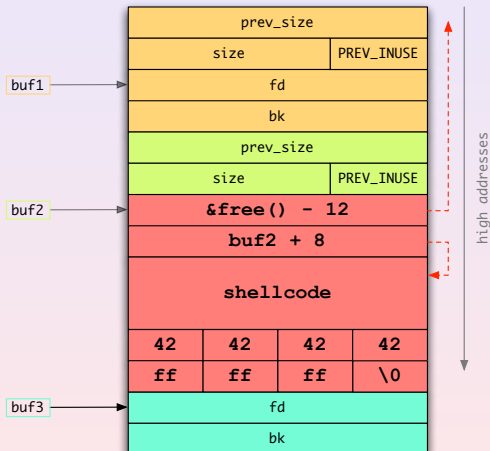 prev_size
size PREV_INUSE
buf1 fd
bk
prev_size
size PREV_INUSE
buf2 &free() - 12
buf2 + 8
shellcode
42 42 42 42
ff ff ff \0
buf3 fd
bk
high addresses